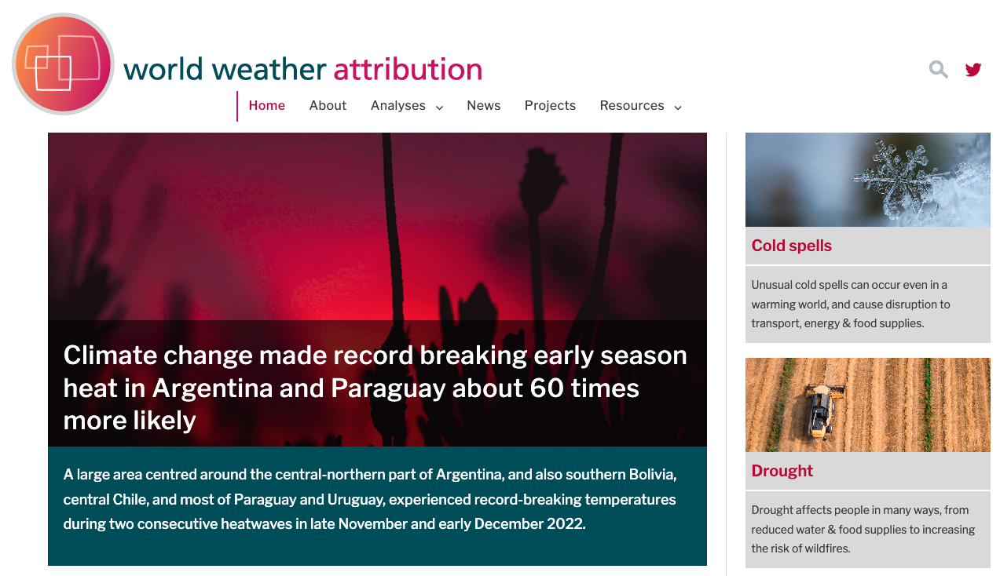 world weather attribution
Home About Analyses News Projects Resources
Climate change made record breaking early season
heat in Argentina and Paraguay about 60 times
more likely
A large area centred around the central-northern part of Argentina, and also southern Bolivia,
central Chile, and most of Paraguay and Uruguay, experienced record-breaking temperatures
during two consecutive heatwaves in late November and early December 2022.
Cold spells
Unusual cold spells can occur even in a
warming world, and cause disruption to
transport, energy & food supplies.
Drought
Drought affects people in many ways, from
reduced water & food supplies to increasing
the risk of wildfires.